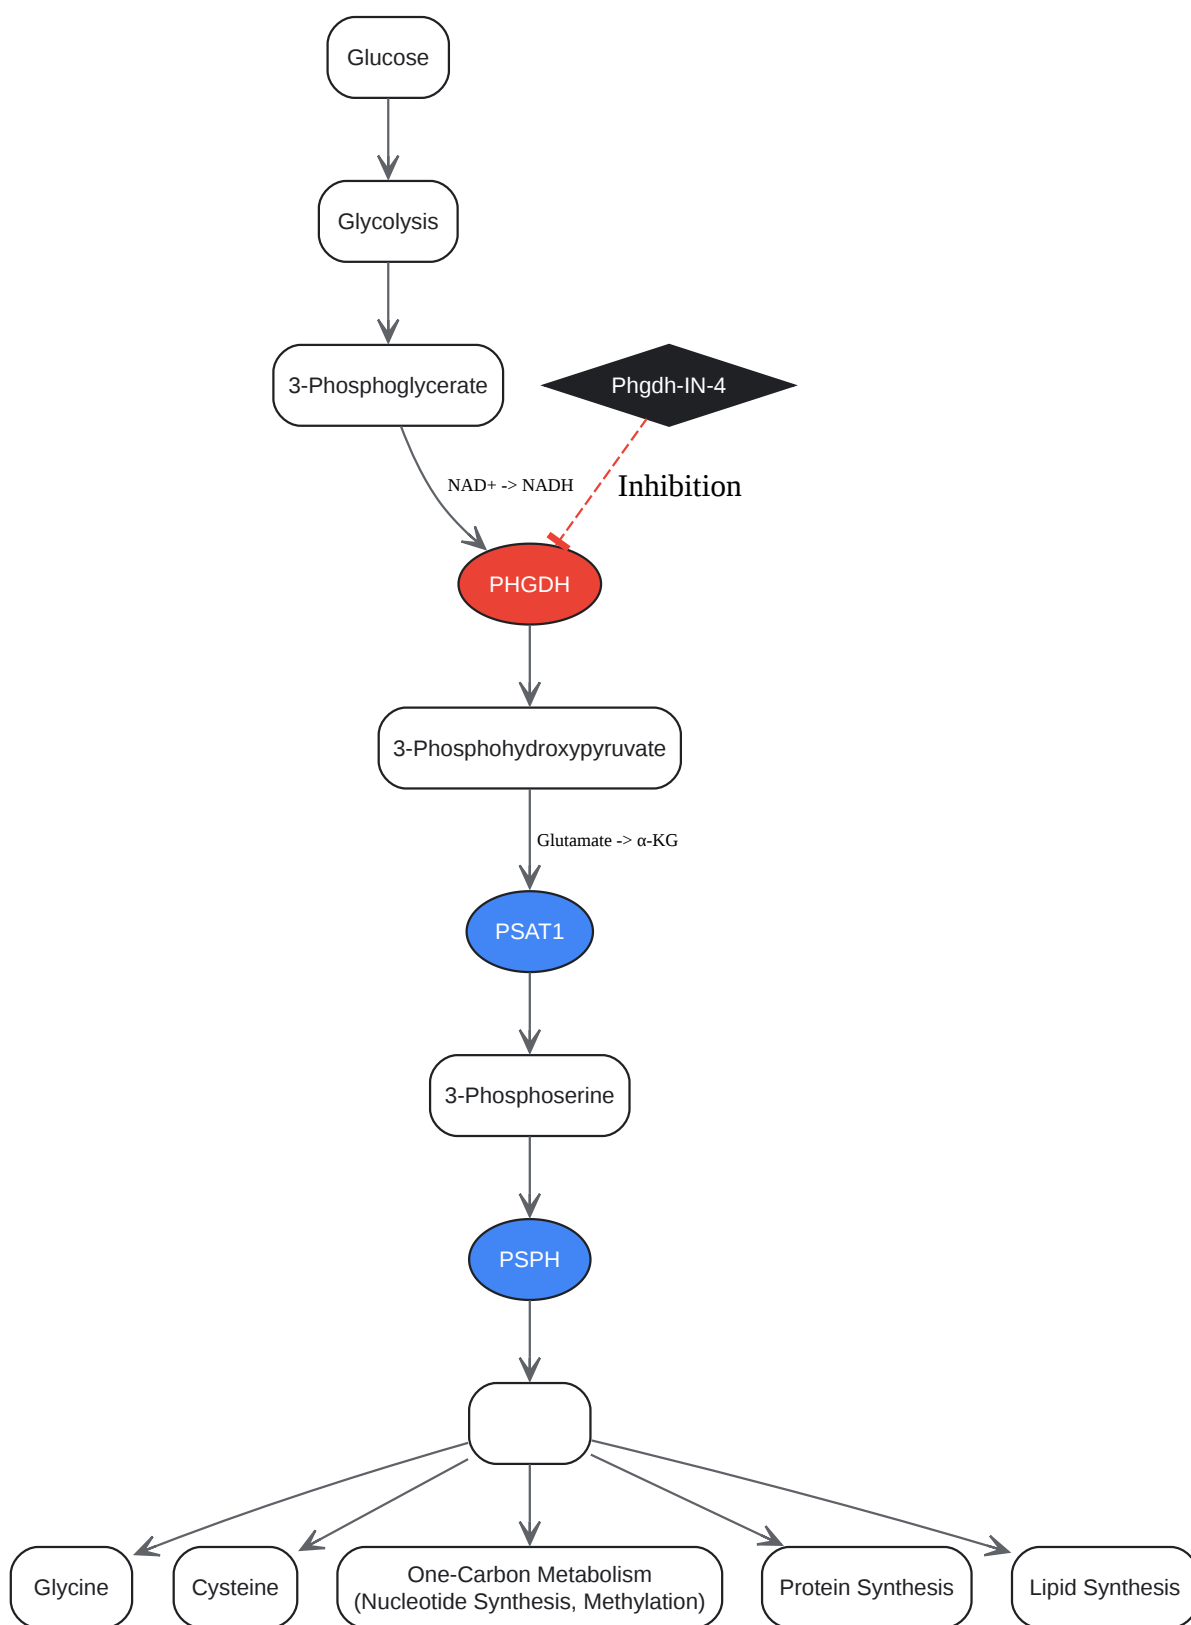 Glucose
Glycolysis
3-Phosphoglycerate
Phgdh-IN-4
NAD+ -> NADH
Inhibition
PHGDH
3-Phosphohydroxypyruvate
Glutamate -> α-KG
PSAT1
3-Phosphoserine
PSPH
Glycine
Cysteine
One-Carbon Metabolism
(Nucleotide Synthesis, Methylation)
Protein Synthesis
Lipid Synthesis